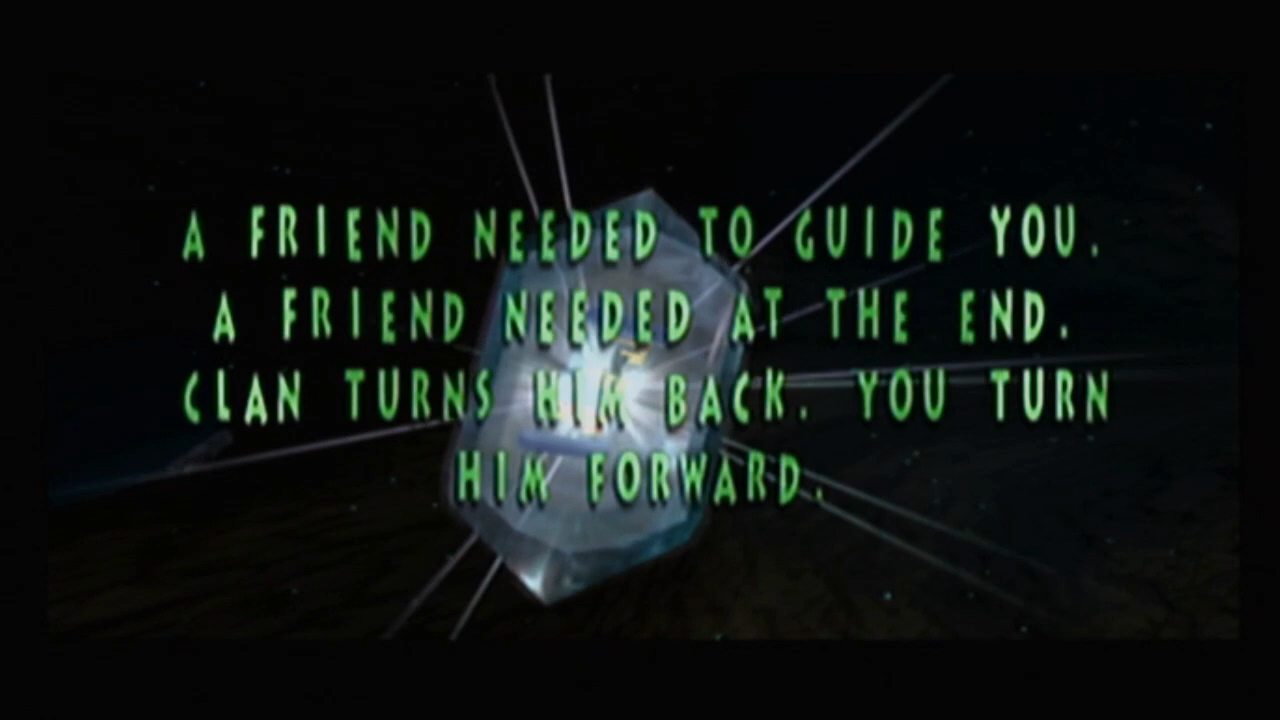 A FRIEND NEEDED TO GUIDE YOU.
A FRIEND NEEDED AT THE END.
CLAN TURNS HIM BACK. YOU TURN
HIM FORWARD.